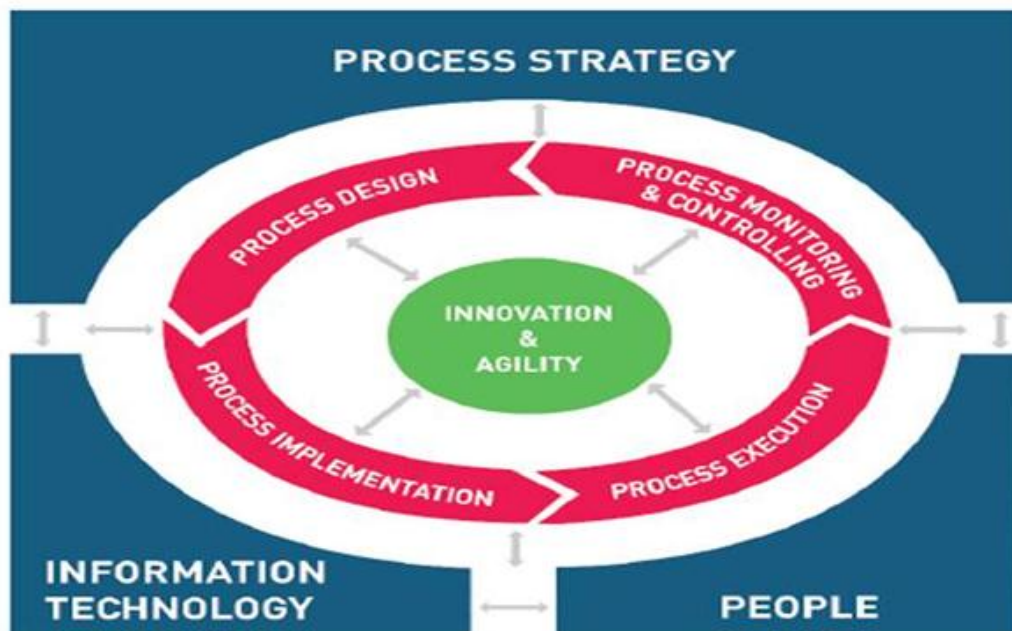 PROCESS STRATEGY
PROCESS DESIGN
PROCESS MONITORING
& CONTROLLING
INNOVATION
&
AGILITY
PROCESS IMPLEMENTATION
PROCESS EXECUTION
INFORMATION
TECHNOLOGY
PEOPLE